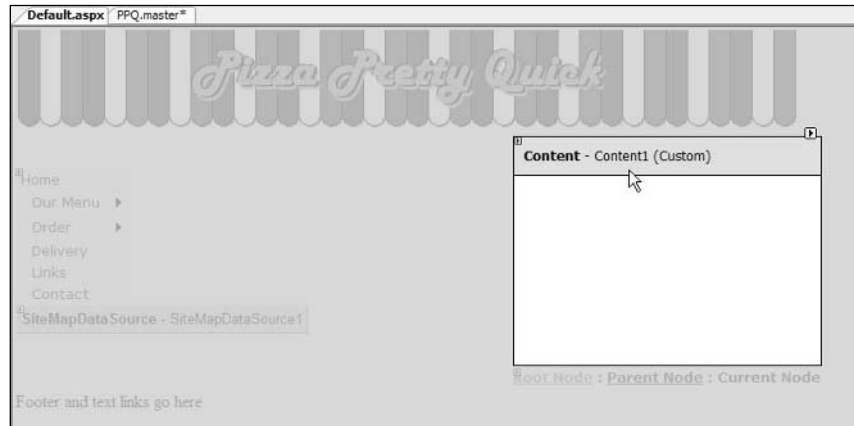 Default.aspx PPQ.master*
Pizza Pretty Quick
Content - Content1 (Custom)
Home
Our Menu
Order
Delivery
Links
Contact
SiteMapDataSource - SiteMapDataSource1
Root Node : Parent Node : Current Node
Footer and text links go here